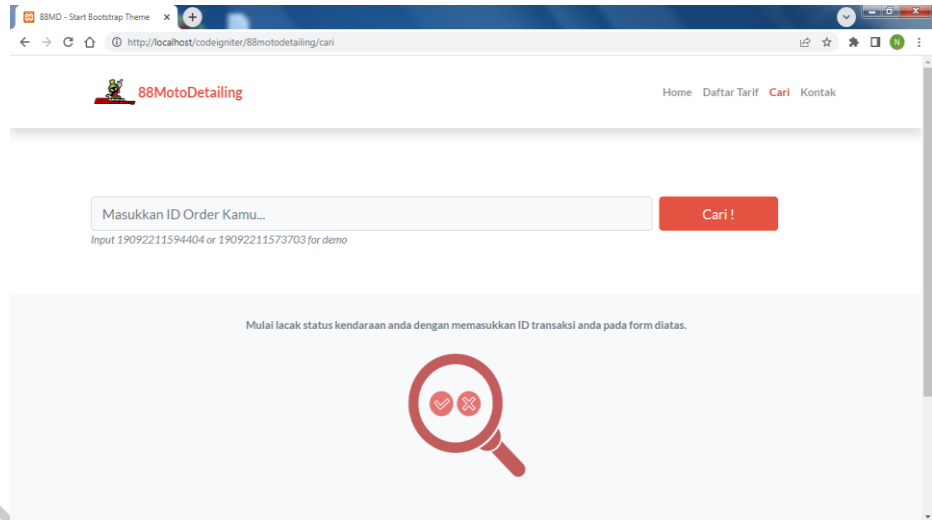 88MD - Start Bootstrap Theme
http://localhost/codeigniter/88motodetailing/cari
N
88MotoDetailing
Home Daftar Tarif Cari Kontak
Masukkan ID Order Kamu...
Cari !
Input 19092211594404 or 19092211573703 for demo
Mulai lacak status kendaraan anda dengan memasukkan ID transaksi anda pada form diatas.